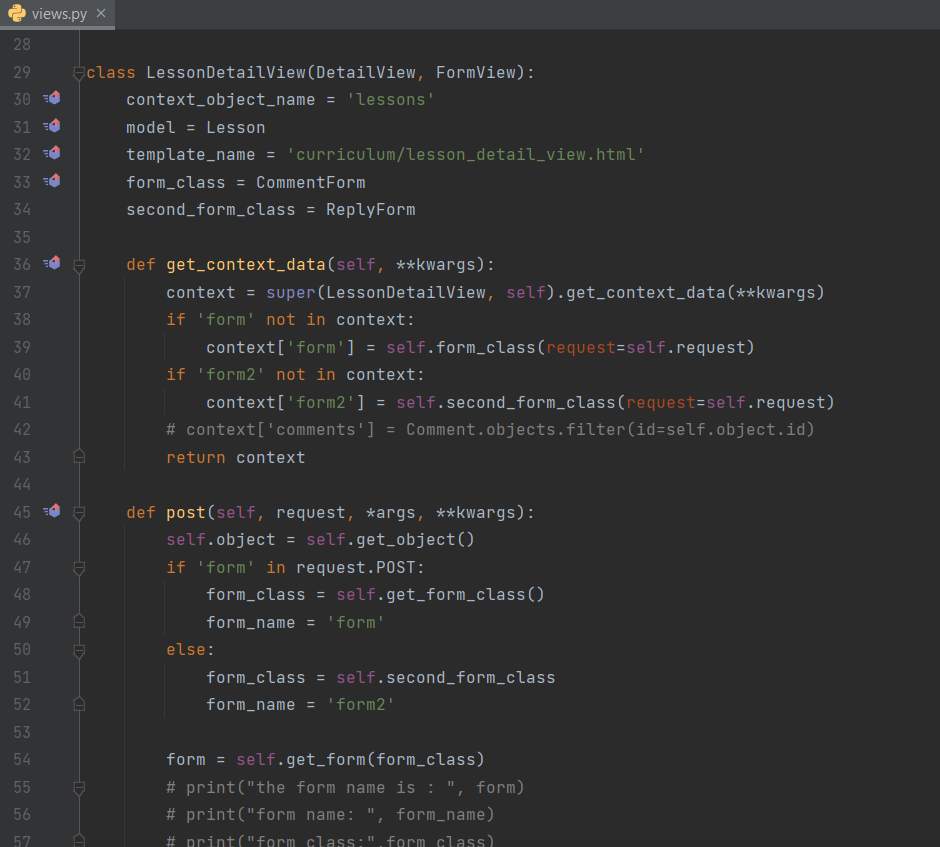 views.py
28
29 class LessonDetailView(DetailView, FormView):
30     context_object_name = 'lessons'
31     model = Lesson
32     template_name = 'curriculum/lesson_detail_view.html'
33     form_class = CommentForm
34     second_form_class = ReplyForm
35
36     def get_context_data(self, **kwargs):
37         context = super(LessonDetailView, self).get_context_data(**kwargs)
38         if 'form' not in context:
39             context['form'] = self.form_class(request=self.request)
40         if 'form2' not in context:
41             context['form2'] = self.second_form_class(request=self.request)
42         # context['comments'] = Comment.objects.filter(id=self.object.id)
43         return context
44
45     def post(self, request, *args, **kwargs):
46         self.object = self.get_object()
47         if 'form' in request.POST:
48             form_class = self.get_form_class()
49             form_name = 'form'
50         else:
51             form_class = self.second_form_class
52             form_name = 'form2'
53
54         form = self.get_form(form_class)
55         # print("the form name is : ", form)
56         # print("form name: ", form_name)
57         # print("form class:",form_class)